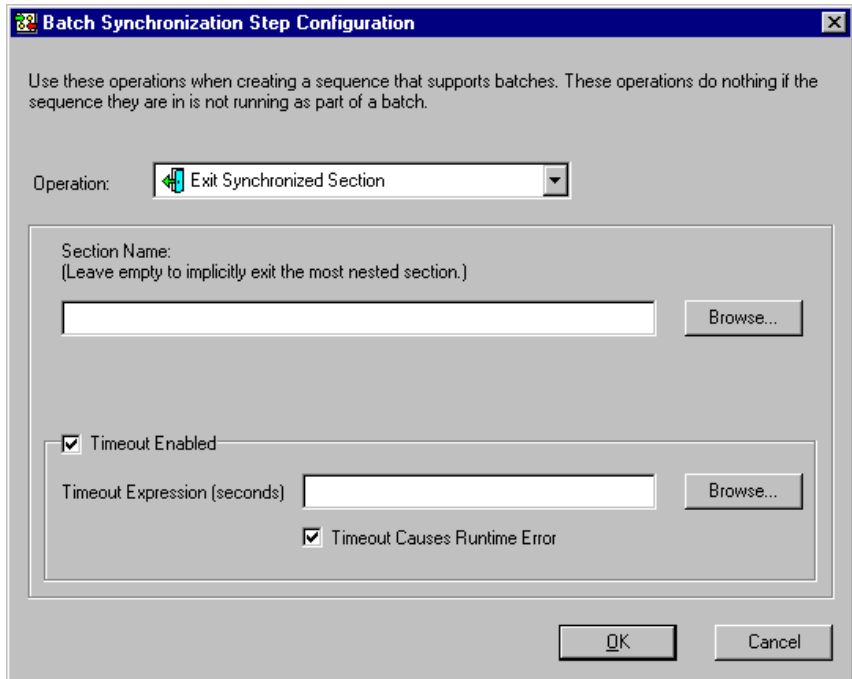 Batch Synchronization Step Configuration
Use these operations when creating a sequence that supports batches. These operations do nothing if the
sequence they are in is not running as part of a batch.
Operation:
Exit Synchronized Section
Section Name:
(Leave empty to implicitly exit the most nested section.)
Browse...
Timeout Enabled
Timeout Expression (seconds)
Browse...
Timeout Causes Runtime Error
OK
Cancel